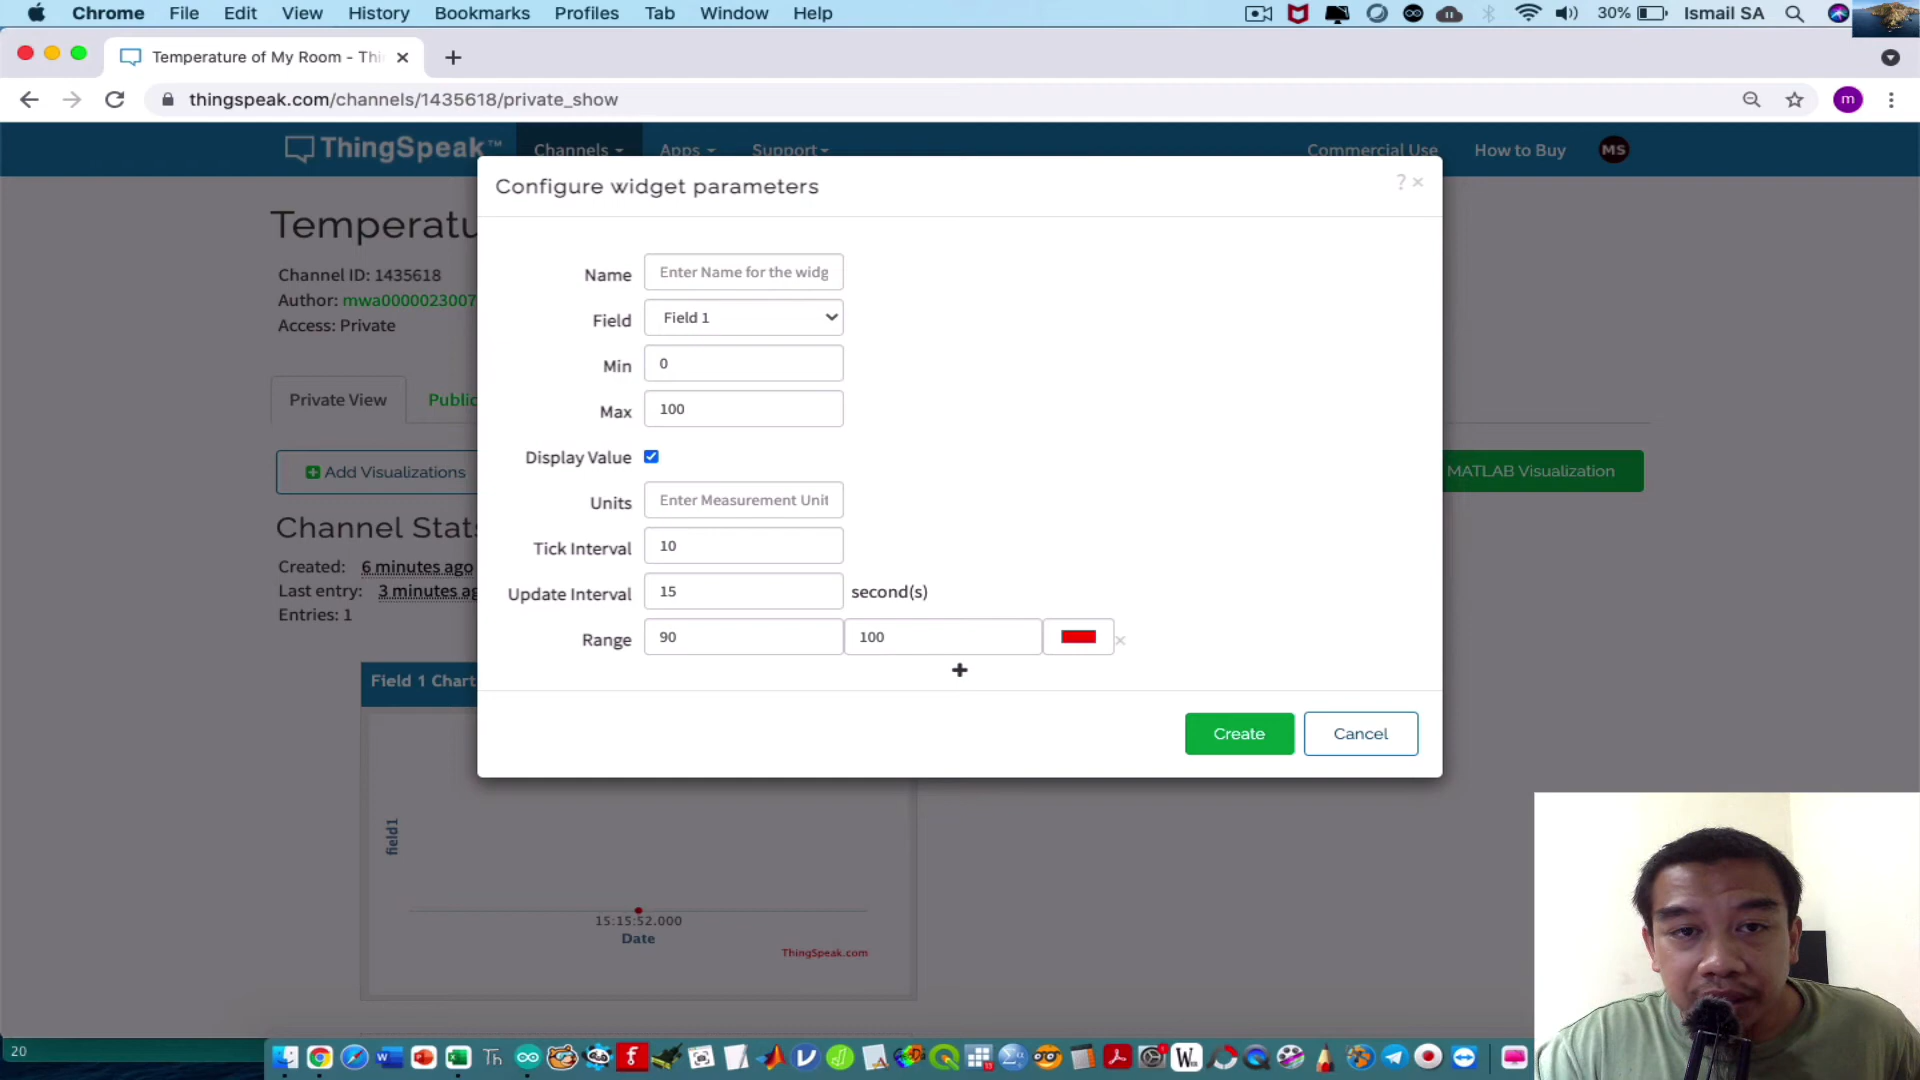 Chrome File Edit View History Bookmarks Profiles Tab Window Help 30% Ismail SA
Temperature of My Room - Thi
thingspeak.com/channels/1435618/private_show
m
ThingSpeak™ Channels Apps Support Commercial Use How to Buy MS
Configure widget parameters ? ×
Temperatu
Channel ID: 1435618
Author: mwa0000023007
Access: Private
Name Enter Name for the widg
Field Field 1
Min 0
Max 100
Private View Public
Display Value
Add Visualizations
MATLAB Visualization
Units Enter Measurement Unit
Channel Stats
Tick Interval 10
Created: 6 minutes ago
Last entry: 3 minutes ag
Entries: 1
Update Interval 15 second(s)
Range 90 100 ×
+
Field 1 Chart
Create Cancel
field1
15:15:52.000
Date
ThingSpeak.com
20